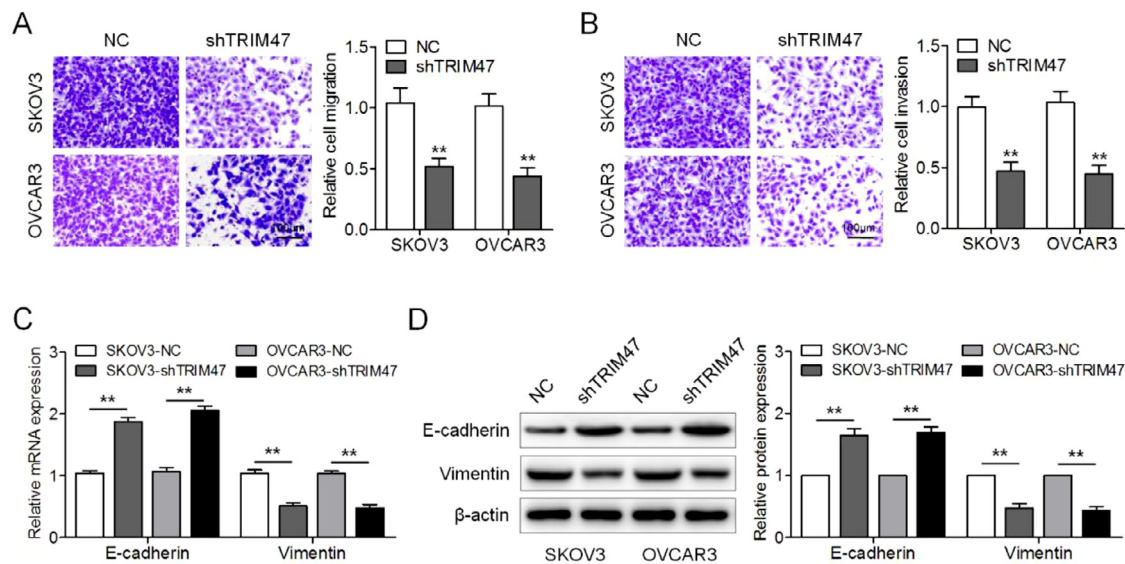 A
NC shTRIM47
SKOV3
OVCAR3
100μm
Relative cell migration
1.5
1.0
0.5
0.0
NC
shTRIM47
**
**
SKOV3 OVCAR3
B
NC shTRIM47
SKOV3
OVCAR3
100μm
Relative cell invasion
1.5
1.0
0.5
0.0
NC
shTRIM47
**
**
SKOV3 OVCAR3
C
Relative mRNA expression
3
2
1
0
SKOV3-NC OVCAR3-NC
SKOV3-shTRIM47 OVCAR3-shTRIM47
** ** ** **
E-cadherin Vimentin
D
NC shTRIM47 NC shTRIM47
E-cadherin
Vimentin
β-actin
SKOV3 OVCAR3
Relative protein expression
3
2
1
0
SKOV3-NC OVCAR3-NC
SKOV3-shTRIM47 OVCAR3-shTRIM47
** ** ** **
E-cadherin Vimentin